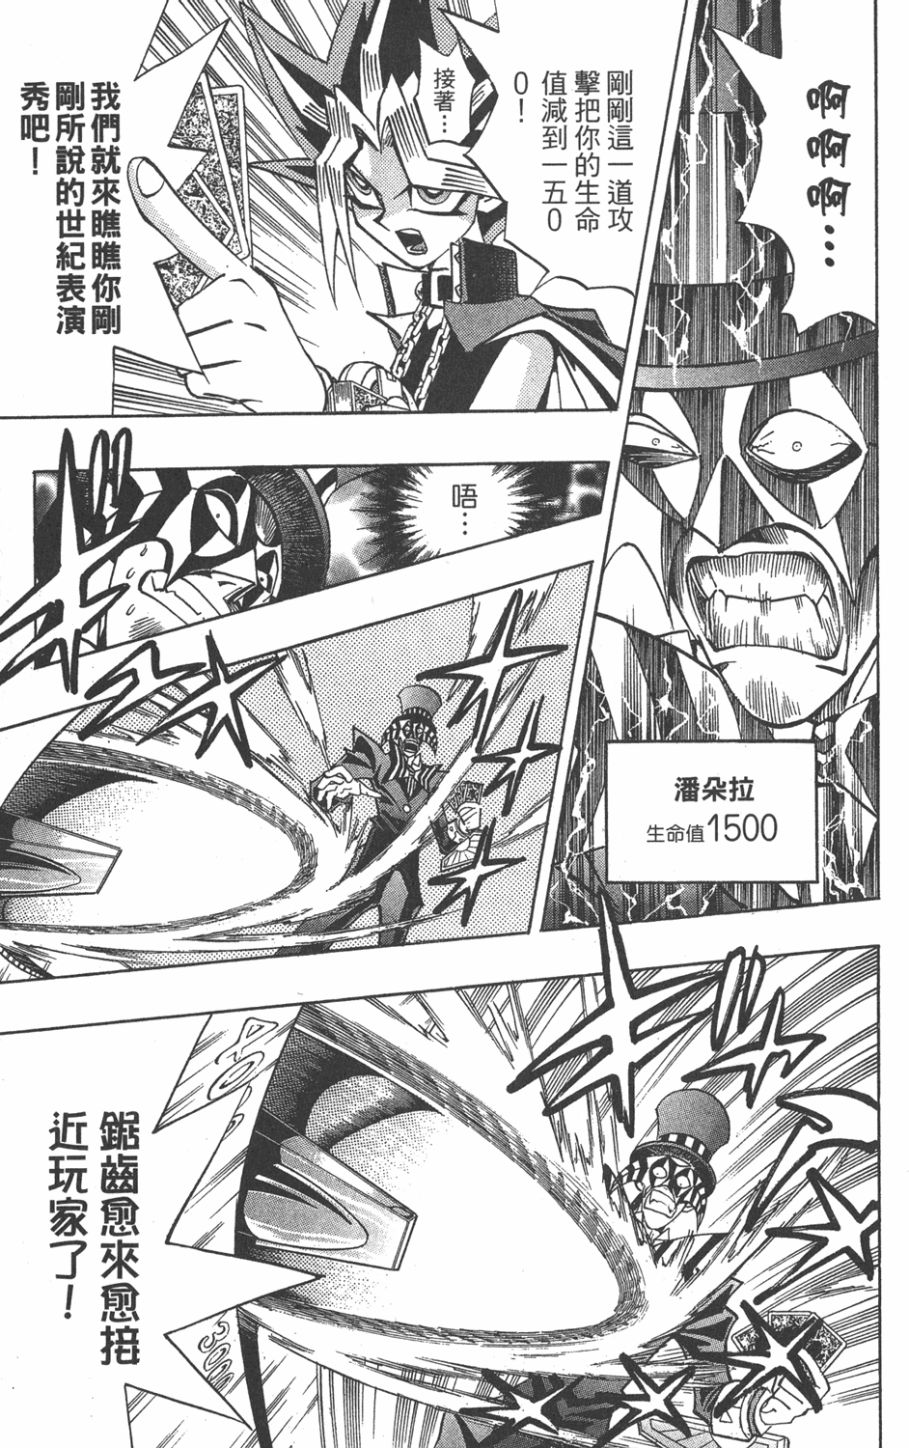 啊啊啊…
剛剛這一道攻
擊把你的生命
值減到一五0
0！
接著…
我們就來瞧瞧你剛
剛所說的世紀表演
秀吧！
潘朵拉
生命值1500
唔…
鋸齒愈來愈接
近玩家了！